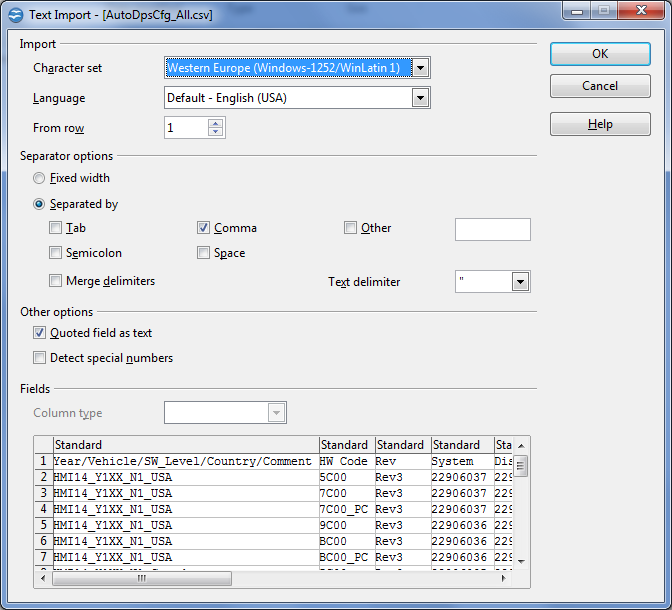 Text Import - [AutoDpsCfg_All.csv]
Import
Character set Western Europe (Windows-1252/WinLatin 1)
OK
Language Default - English (USA)
Cancel
From row 1
Help
Separator options
Fixed width
Separated by
Tab Comma Other
Semicolon Space
Merge delimiters Text delimiter "
Other options
Quoted field as text
Detect special numbers
Fields
Column type
Standard Standard Standard Standard Sta
1 Year/Vehicle/SW_Level/Country/Comment HW Code Rev System Dis
2 HMI14_Y1XX_N1_USA 5C00 Rev3 22906037 229
3 HMI14_Y1XX_N1_USA 7C00 Rev3 22906037 229
4 HMI14_Y1XX_N1_USA 7C00_PC Rev3 22906037 229
5 HMI14_Y1XX_N1_USA 9C00 Rev3 22906036 229
6 HMI14_Y1XX_N1_USA BC00 Rev3 22906036 229
7 HMI14_Y1XX_N1_USA BC00_PC Rev3 22906036 229